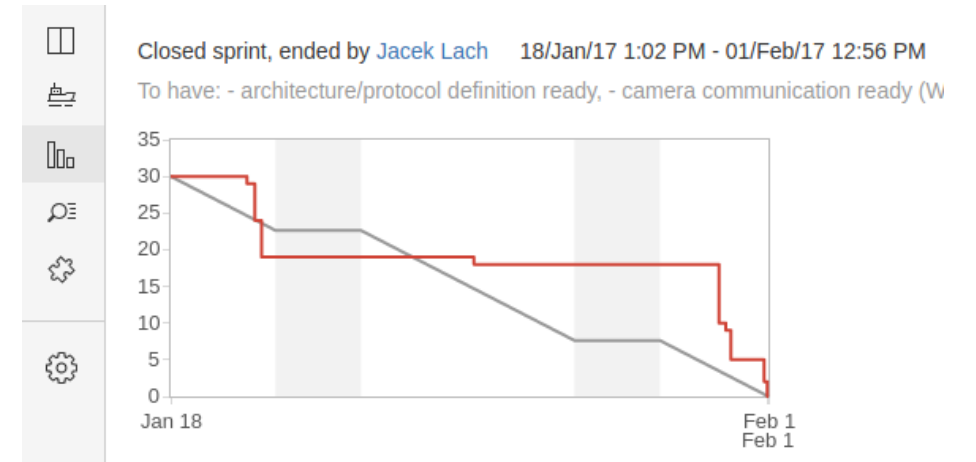 Closed sprint, ended by Jacek Lach 18/Jan/17 1:02 PM - 01/Feb/17 12:56 PM
To have: - architecture/protocol definition ready, - camera communication ready (W
35
30
25
20
15
10
5
0
Jan 18 Feb 1
Feb 1